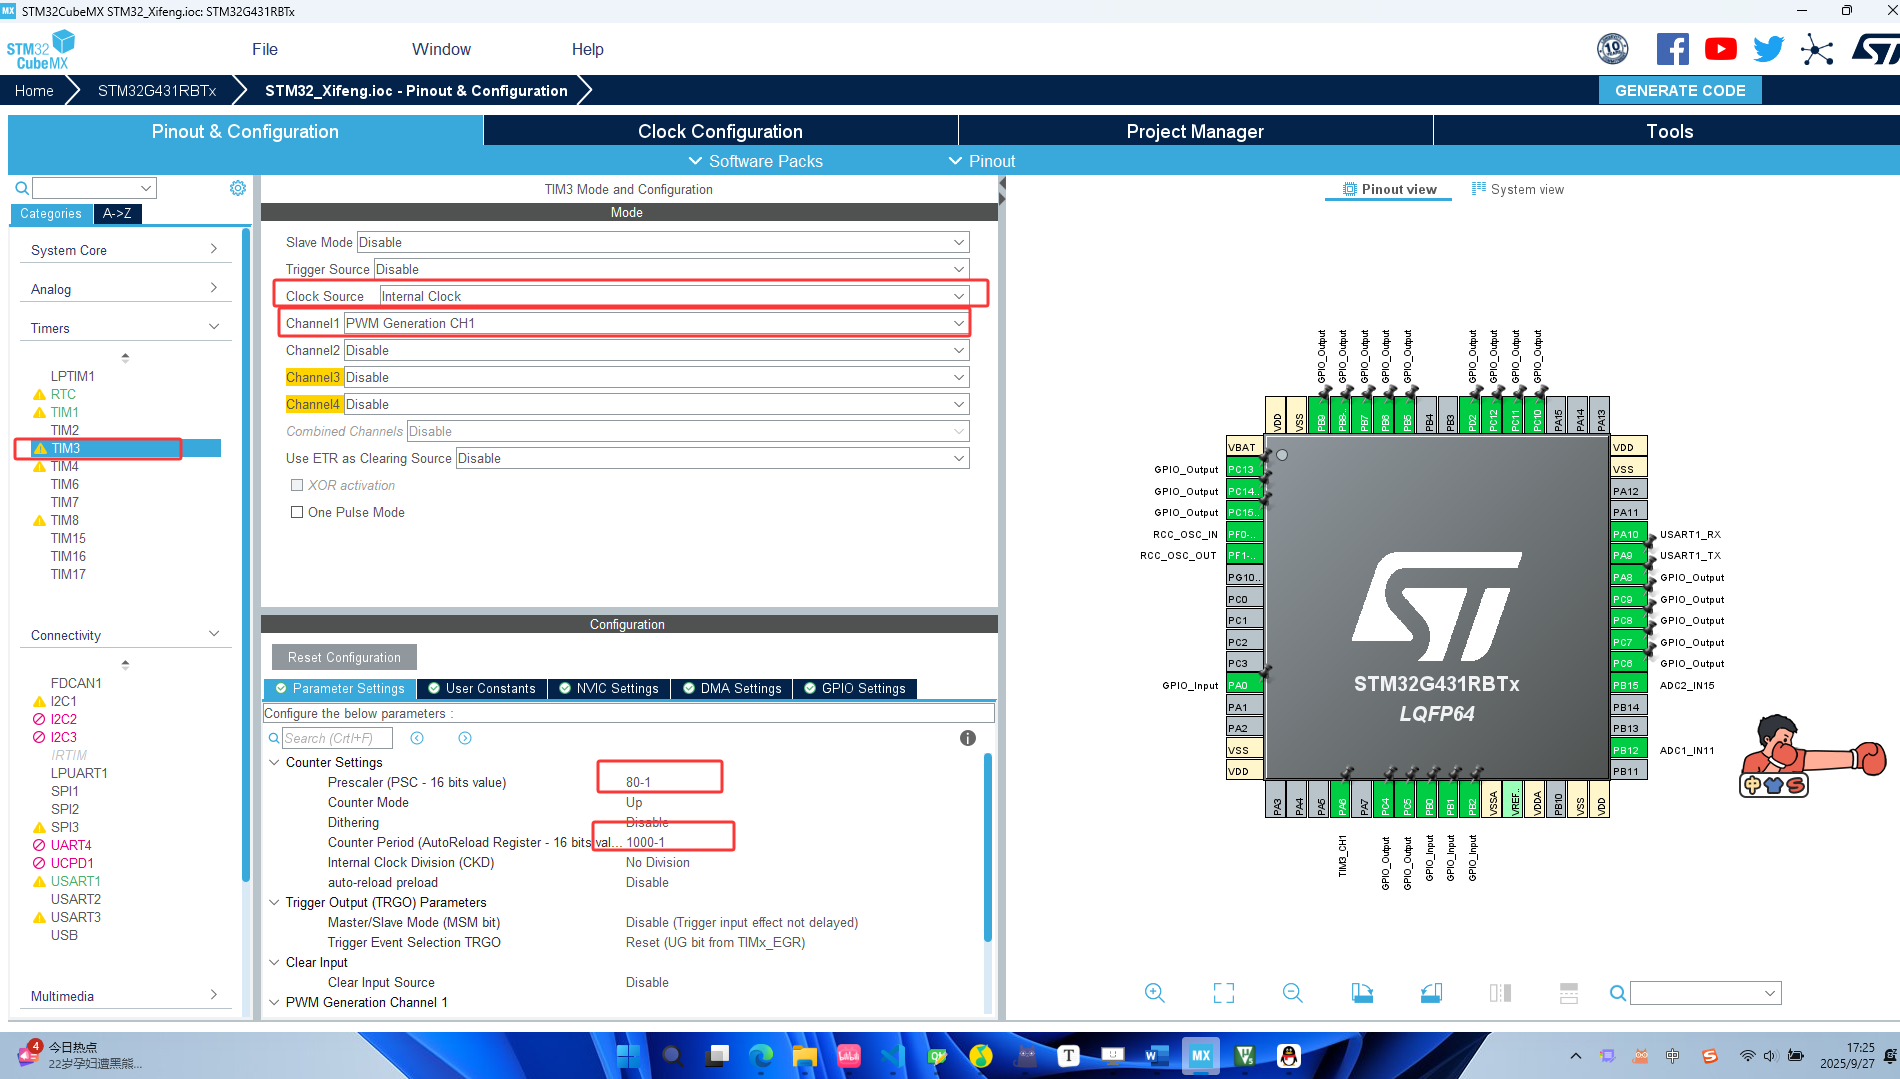 MX STM32CubeMX STM32_Xifeng.ioc: STM32G431RBTx
STM32 CubeMX
File Window Help
10
Home STM32G431RBTx STM32_Xifeng.ioc - Pinout & Configuration GENERATE CODE
Pinout & Configuration Clock Configuration Project Manager Tools
Software Packs Pinout
Categories A->Z
System Core
Analog
Timers
LPTIM1
RTC
TIM1
TIM2
TIM3
TIM4
TIM6
TIM7
TIM8
TIM15
TIM16
TIM17
Connectivity
FDCAN1
I2C1
I2C2
I2C3
IRTIM
LPUART1
SPI1
SPI2
SPI3
UART4
UCPD1
USART1
USART2
USART3
USB
Multimedia
TIM3 Mode and Configuration
Mode
Slave Mode Disable
Trigger Source Disable
Clock Source Internal Clock
Channel1 PWM Generation CH1
Channel2 Disable
Channel3 Disable
Channel4 Disable
Combined Channels Disable
Use ETR as Clearing Source Disable
XOR activation
One Pulse Mode
Configuration
Reset Configuration
Parameter Settings User Constants NVIC Settings DMA Settings GPIO Settings
Configure the below parameters :
Search (Crtl+F)
Counter Settings
Prescaler (PSC - 16 bits value) 80-1
Counter Mode Up
Dithering Disable
Counter Period (AutoReload Register - 16 bits val... 1000-1
Internal Clock Division (CKD) No Division
auto-reload preload Disable
Trigger Output (TRGO) Parameters
Master/Slave Mode (MSM bit) Disable (Trigger input effect not delayed)
Trigger Event Selection TRGO Reset (UG bit from TIMx_EGR)
Clear Input
Clear Input Source Disable
PWM Generation Channel 1
Pinout view System view
GPIO_Output GPIO_Output GPIO_Output GPIO_Output GPIO_Output GPIO_Output GPIO_Output GPIO_Output GPIO_Output
VDD VSS PB9 PB8.. PB7 PB6 PB5 PB4 PB3 PD2 PC12 PC11 PC10 PA15 PA14 PA13
VBAT VDD
GPIO_Output PC13 VSS
GPIO_Output PC14.. PA12
GPIO_Output PC15.. PA11
RCC_OSC_IN PF0-.. PA10 USART1_RX
RCC_OSC_OUT PF1-.. PA9 USART1_TX
PG10.. PA8 GPIO_Output
PC0 PC9 GPIO_Output
PC1 PC8 GPIO_Output
PC2 PC7 GPIO_Output
PC3 PC6 GPIO_Output
GPIO_Input PA0 PB15 ADC2_IN15
PA1 PB14
PA2 PB13
VSS PB12 ADC1_IN11
VDD PB11
STM32G431RBTx
LQFP64
PA3 PA4 PA5 PA6 PA7 PC4 PC5 PB0 PB1 PB2 VSSA VREF.. VDDA PB10 VSS VDD
TIM3_CH1 GPIO_Output GPIO_Output GPIO_Input GPIO_Input GPIO_Input
中 S
4 今日热点
22岁孕妇遭黑熊...
LaLa T W MX 中 S
17:25
2025/9/27